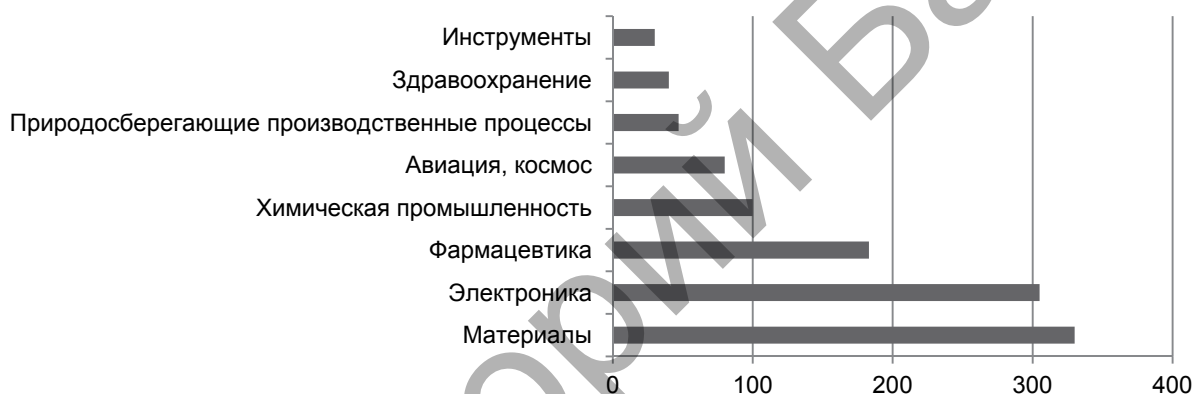 Инструменты
Здравоохранение
Природосберегающие производственные процессы
Авиация, космос
Химическая промышленность
Фармацевтика
Электроника
Материалы
0 100 200 300 400